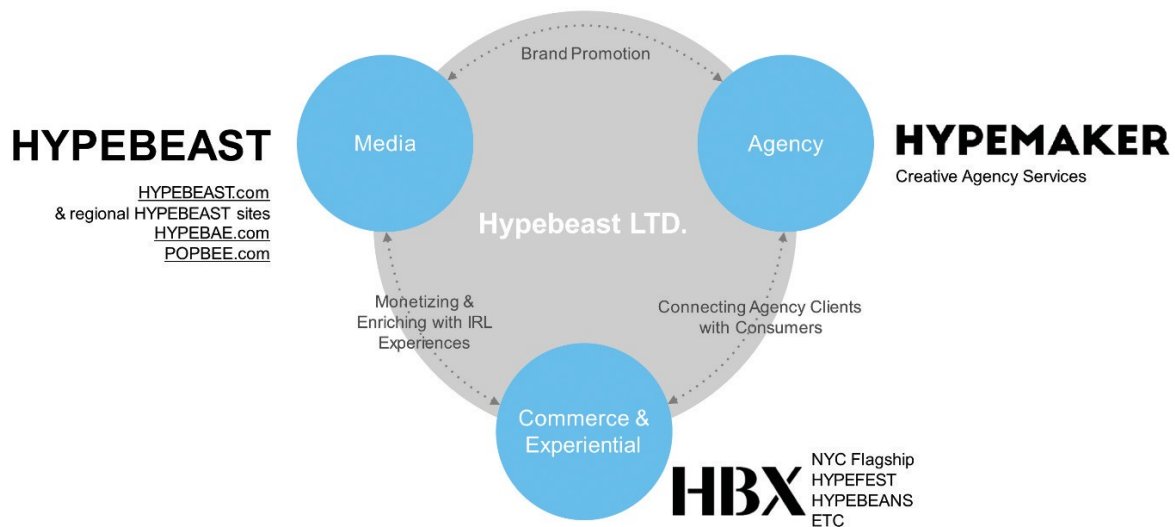 Brand Promotion
HYPEBEAST
HYPEBEAST.com
& regional HYPEBEAST sites
HYPEBAE.com
POPBEE.com
Media
Agency
HYPEMAKER
Creative Agency Services
Hypebeast LTD.
Monetizing &
Enriching with IRL
Experiences
Connecting Agency Clients
with Consumers
Commerce &
Experiential
HBX
NYC Flagship
HYPEFEST
HYPEBEANS
ETC